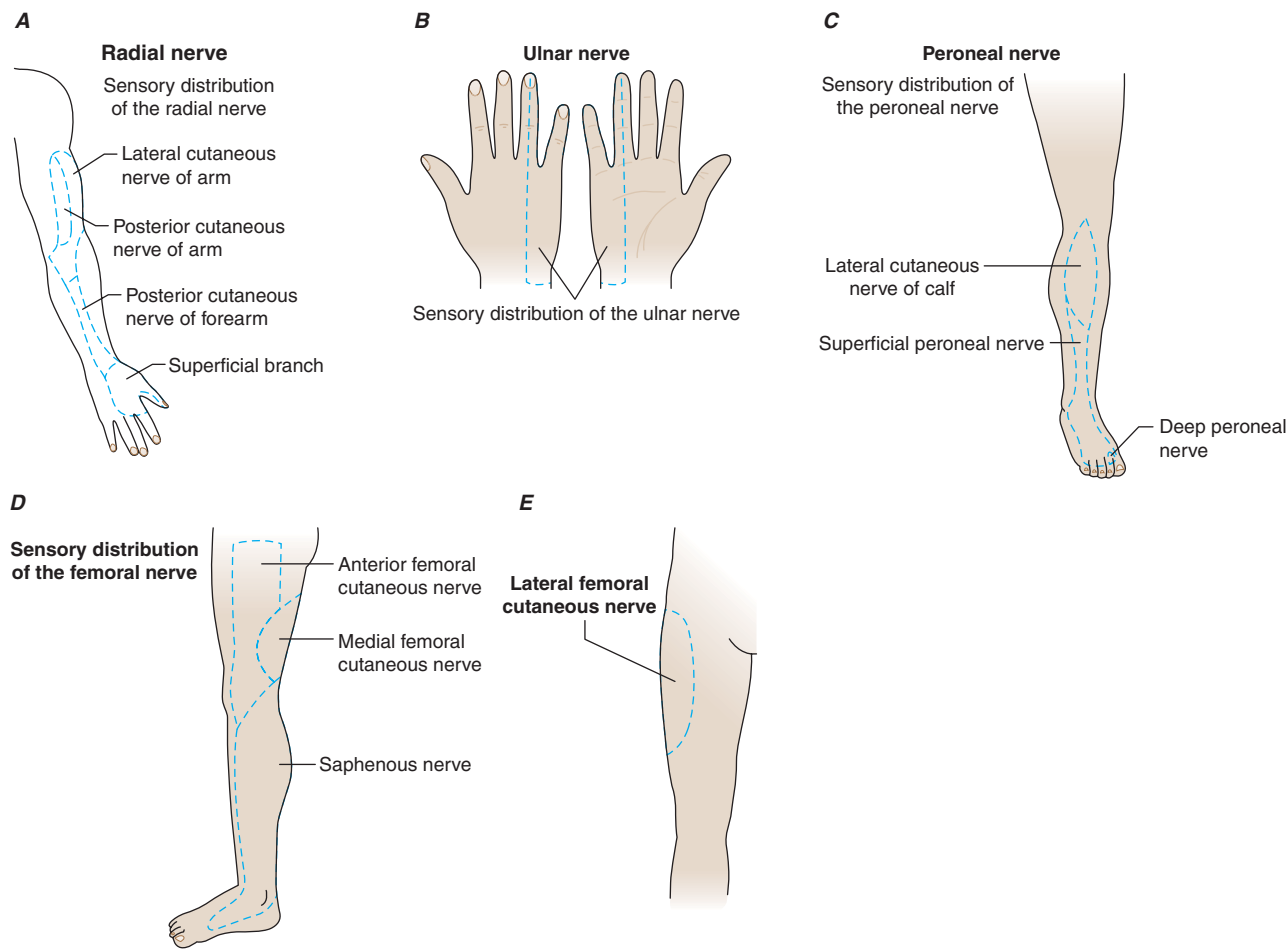 A
Radial nerve
Sensory distribution
of the radial nerve
Lateral cutaneous
nerve of arm
Posterior cutaneous
nerve of arm
Posterior cutaneous
nerve of forearm
Superficial branch
B
Ulnar nerve
Sensory distribution of the ulnar nerve
C
Peroneal nerve
Sensory distribution of
the peroneal nerve
Lateral cutaneous
nerve of calf
Superficial peroneal nerve
Deep peroneal
nerve
D
Sensory distribution
of the femoral nerve
Anterior femoral
cutaneous nerve
Medial femoral
cutaneous nerve
Saphenous nerve
E
Lateral femoral
cutaneous nerve